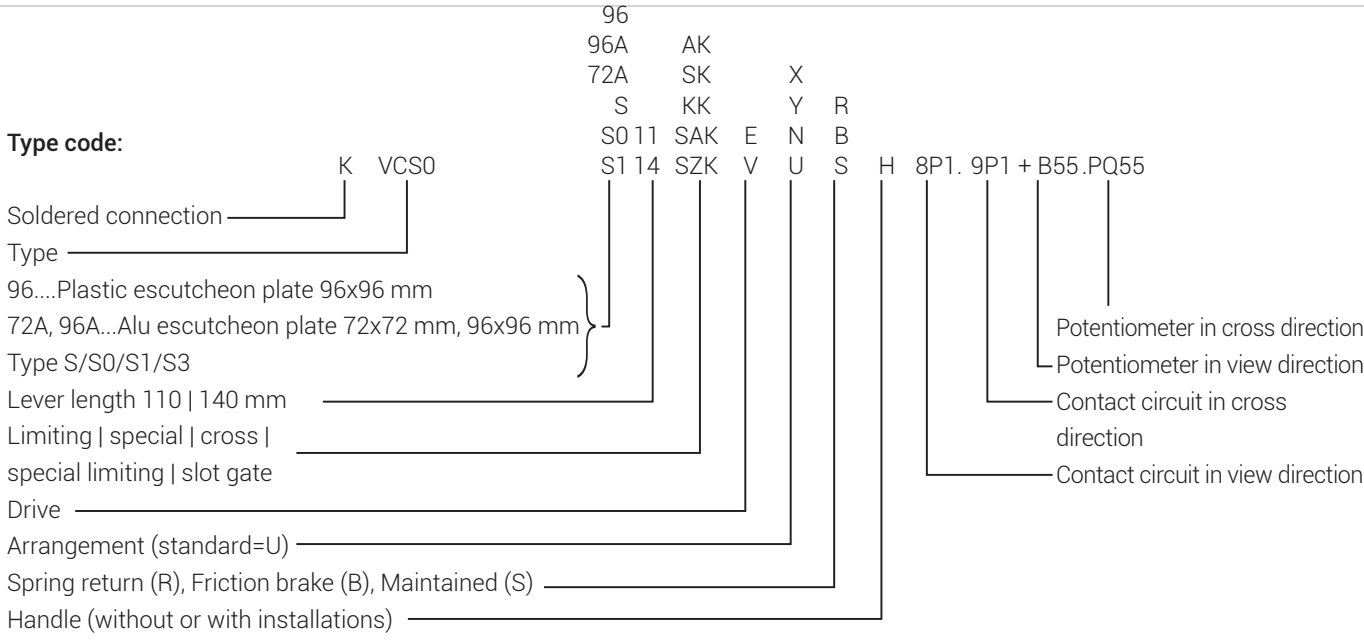 96
96A AK
72A SK X
S KK Y R
Type code:
S0 11 SAK E N B
K VCS0 S1 14 SZK V U S H 8P1. 9P1 + B55.PQ55
Soldered connection
Type
96....Plastic escutcheon plate 96x96 mm
72A, 96A...Alu escutcheon plate 72x72 mm, 96x96 mm
Type S/S0/S1/S3
Lever length 110 | 140 mm
Limiting | special | cross |
special limiting | slot gate
Drive
Arrangement (standard=U)
Spring return (R), Friction brake (B), Maintained (S)
Handle (without or with installations)
Potentiometer in cross direction
Potentiometer in view direction
Contact circuit in cross
direction
Contact circuit in view direction